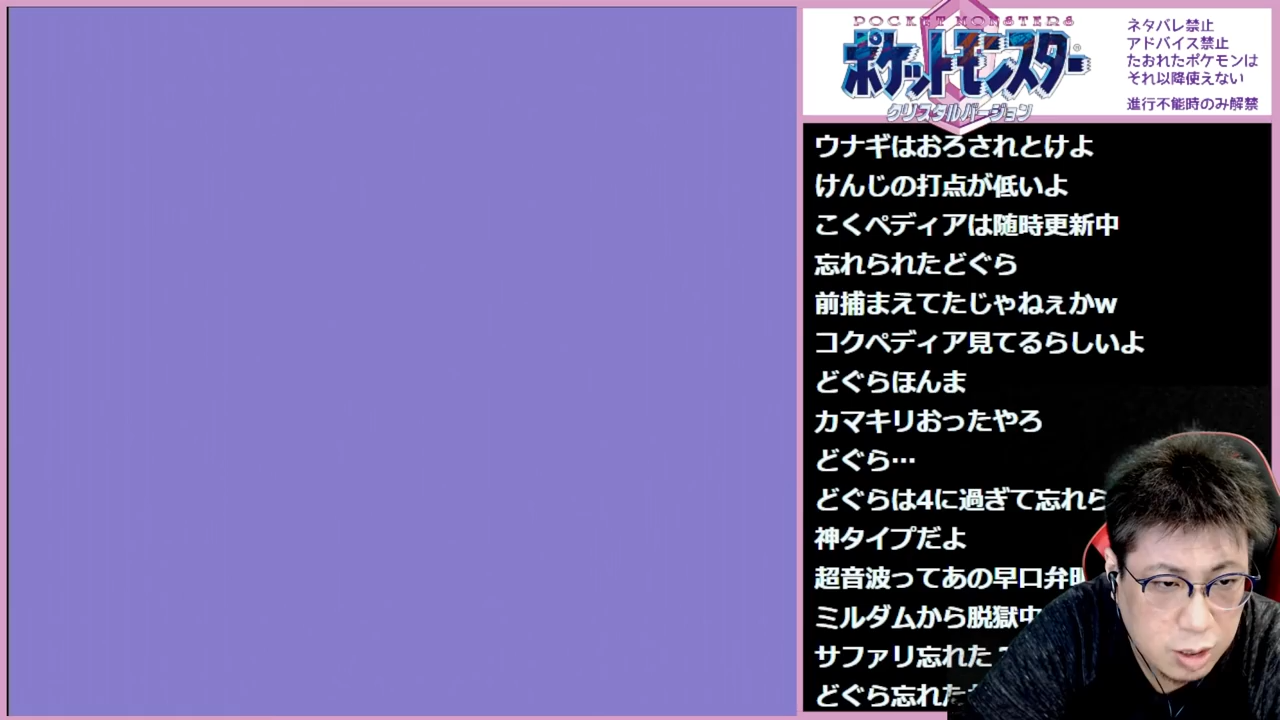 POCKET MONSTERS
ポケットモンスター
クリスタルバージョン
ネタバレ禁止
アドバイス禁止
たおれたポケモンは
それ以降使えない
進行不能時のみ解禁
ウナギはおろされとけよ
けんじの打点が低いよ
こくペディアは随時更新中
忘れられたどぐら
前捕まえてたじゃねぇかw
コクペディア見てるらしいよ
どぐらほんま
カマキリおったやろ
どぐら…
どぐらは4に過ぎて忘れら
神タイプだよ
超音波ってあの早口弁
ミルダムから脱獄中
サファリ忘れた
どぐら忘れた